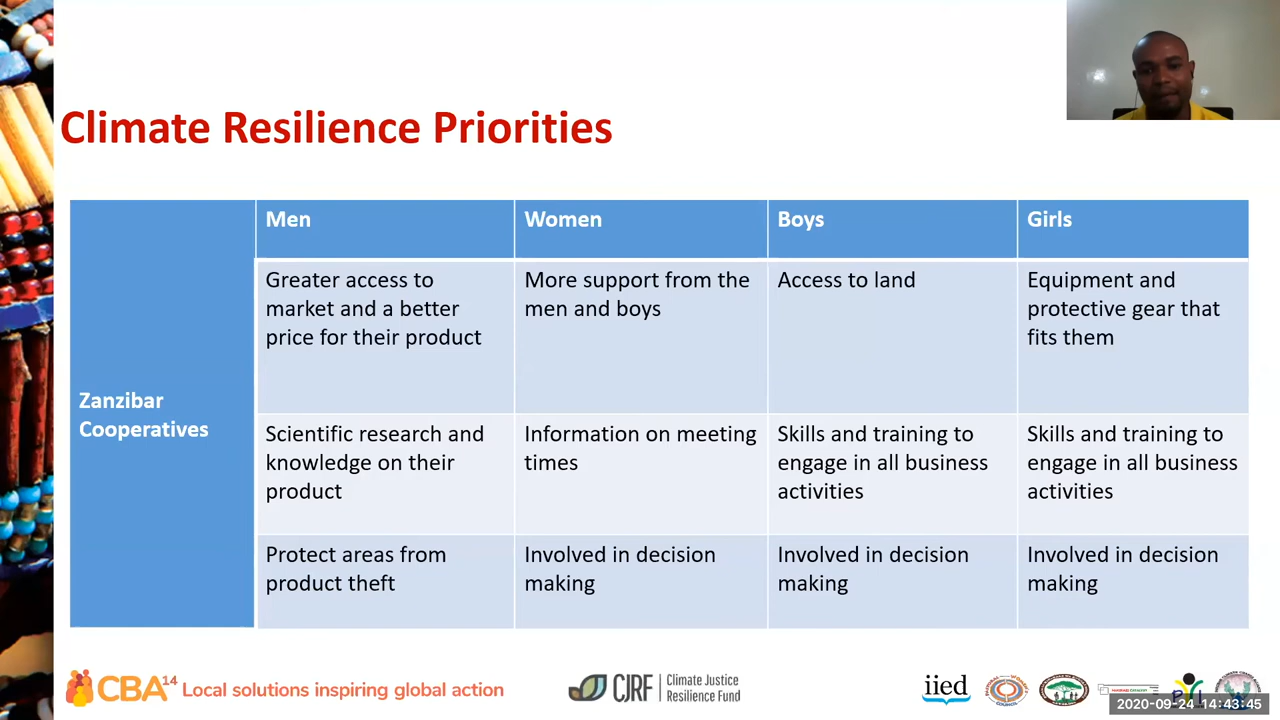 Climate Resilience Priorities
Men
Women
Boys
Girls
Zanzibar
Cooperatives
Greater access to
market and a better
price for their product
More support from the
men and boys
Access to land
Equipment and
protective gear that
fits them
Scientific research and
knowledge on their
product
Information on meeting
times
Skills and training to
engage in all business
activities
Skills and training to
engage in all business
activities
Protect areas from
product theft
Involved in decision
making
Involved in decision
making
Involved in decision
making
CBA14 Local solutions inspiring global action
CJRF Climate Justice
Resilience Fund
iied
2020-09-24 14:43:45